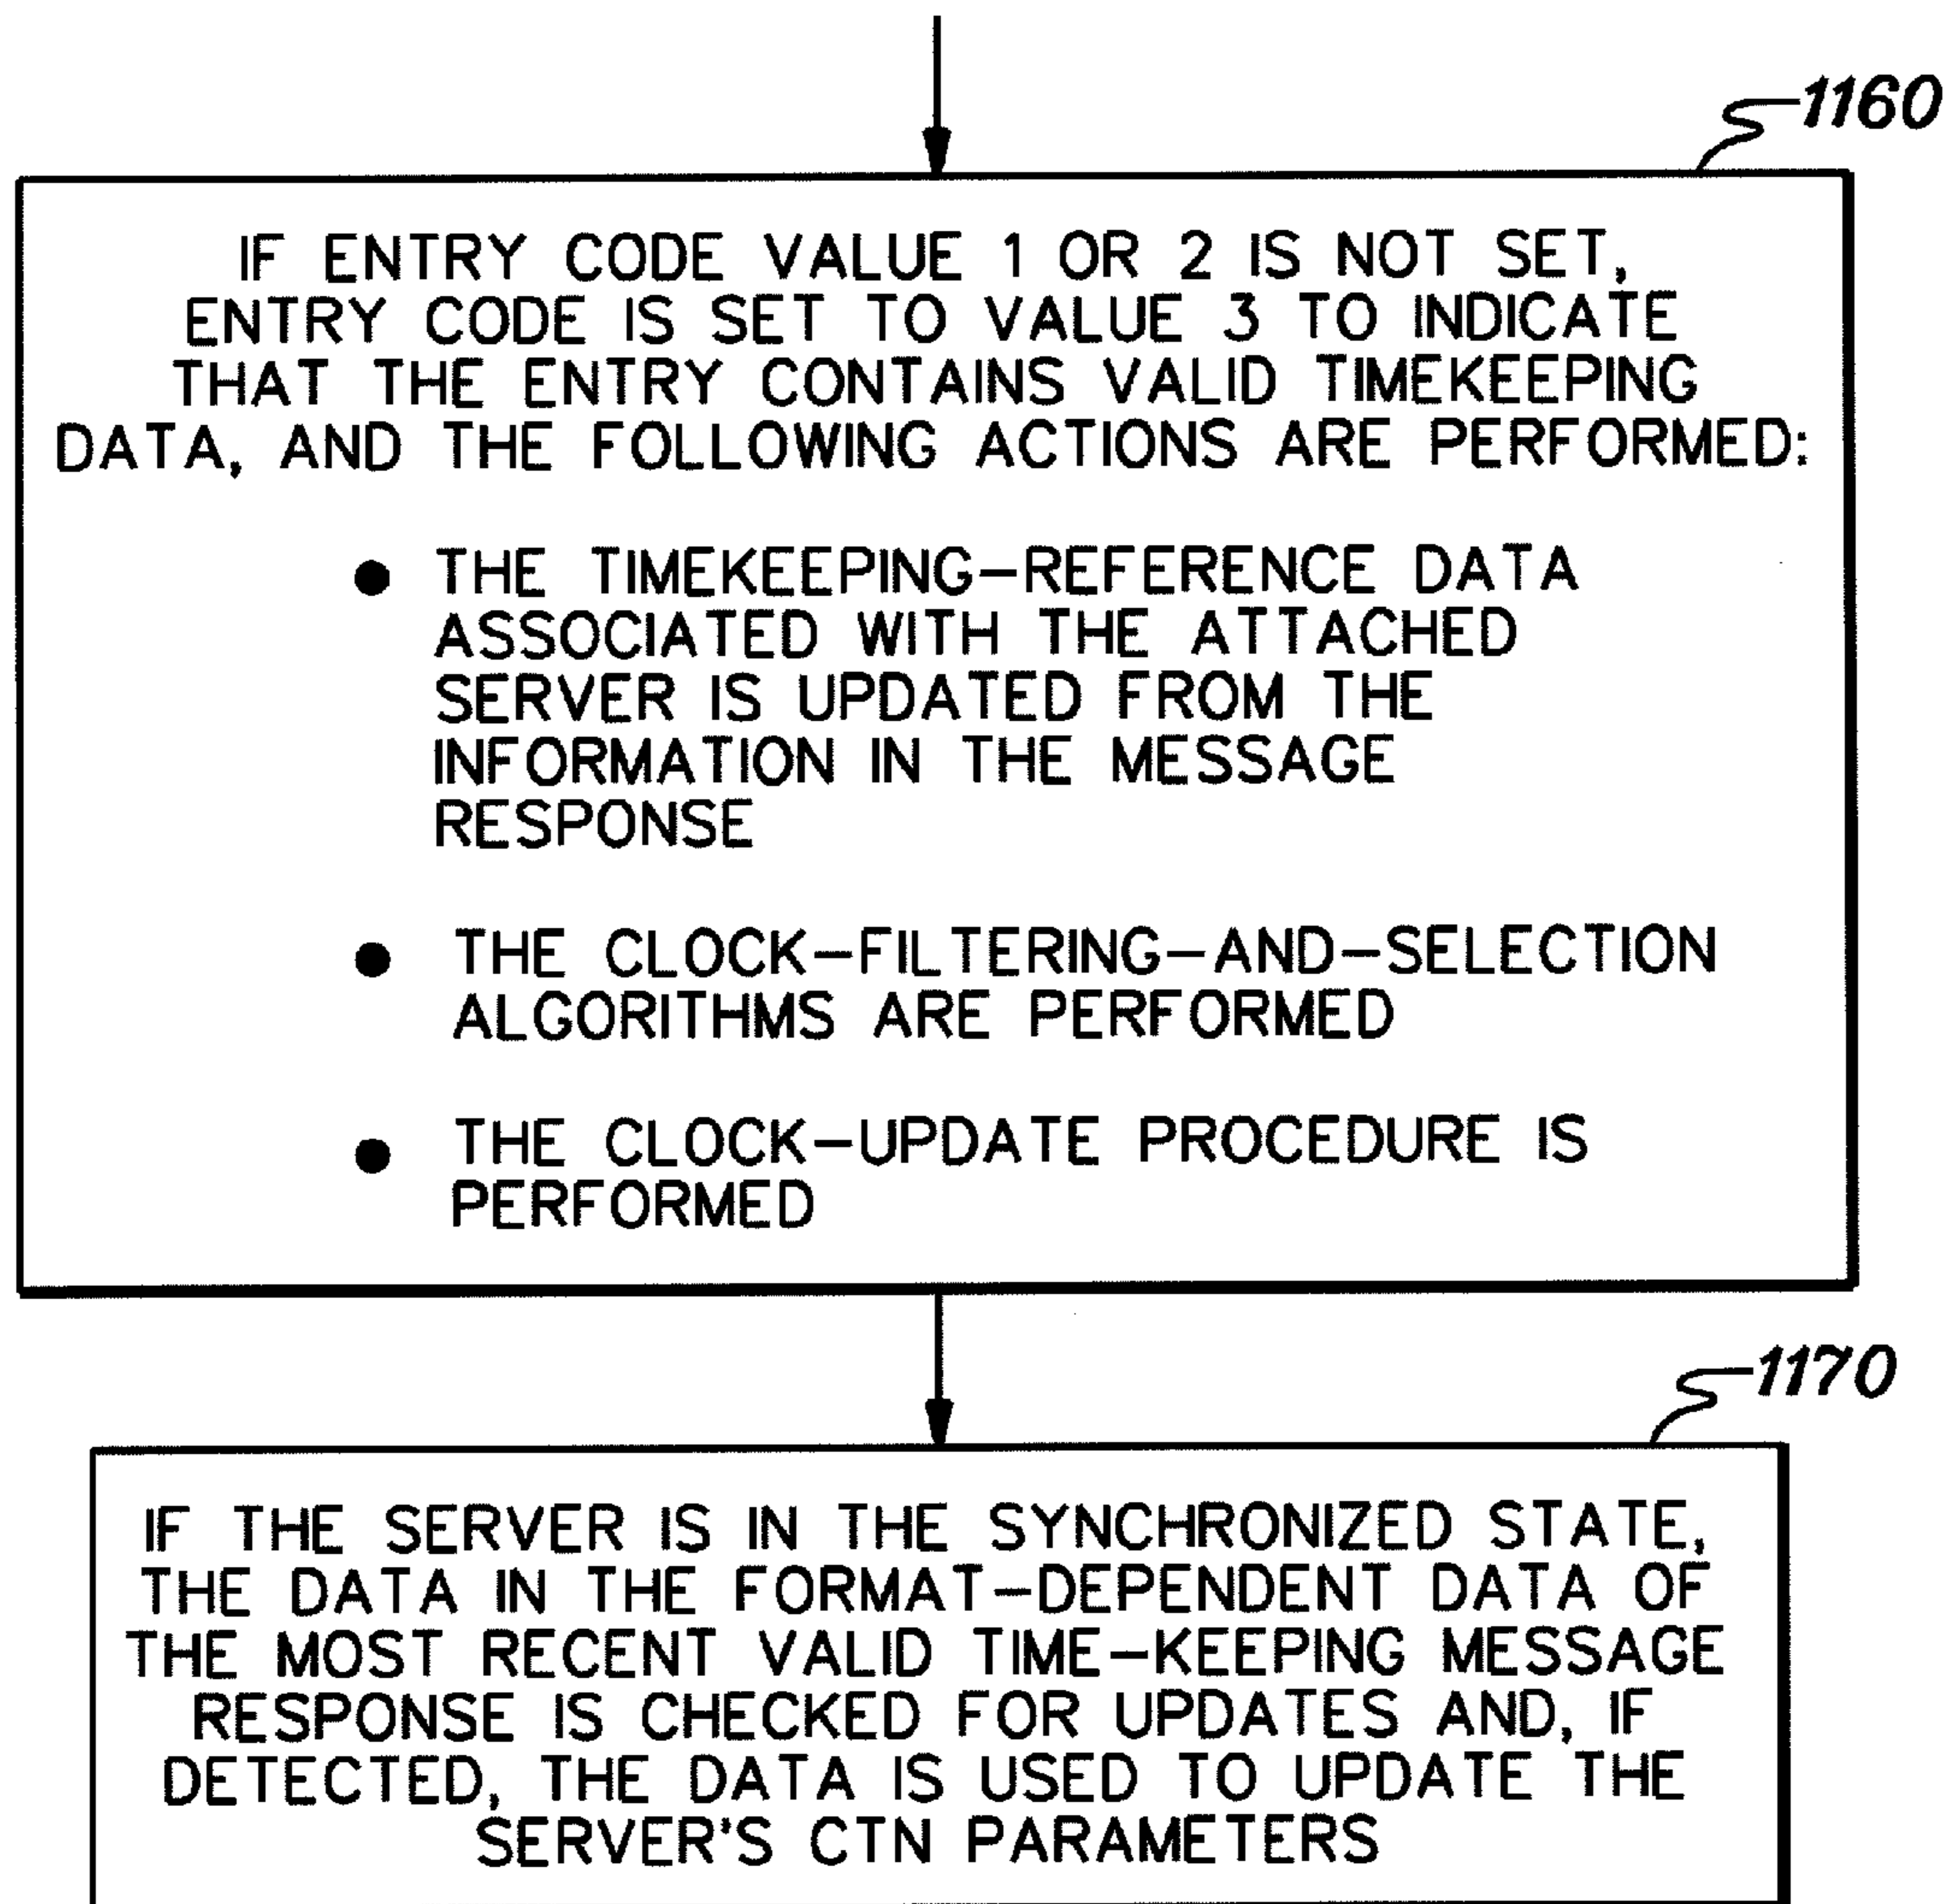 1160
IF ENTRY CODE VALUE 1 OR 2 IS NOT SET,
ENTRY CODE IS SET TO VALUE 3 TO INDICATE
THAT THE ENTRY CONTAINS VALID TIMEKEEPING
DATA, AND THE FOLLOWING ACTIONS ARE PERFORMED:
● THE TIMEKEEPING–REFERENCE DATA
ASSOCIATED WITH THE ATTACHED
SERVER IS UPDATED FROM THE
INFORMATION IN THE MESSAGE
RESPONSE
● THE CLOCK–FILTERING–AND–SELECTION
ALGORITHMS ARE PERFORMED
● THE CLOCK–UPDATE PROCEDURE IS
PERFORMED
1170
IF THE SERVER IS IN THE SYNCHRONIZED STATE,
THE DATA IN THE FORMAT–DEPENDENT DATA OF
THE MOST RECENT VALID TIME–KEEPING MESSAGE
RESPONSE IS CHECKED FOR UPDATES AND, IF
DETECTED, THE DATA IS USED TO UPDATE THE
SERVER'S CTN PARAMETERS